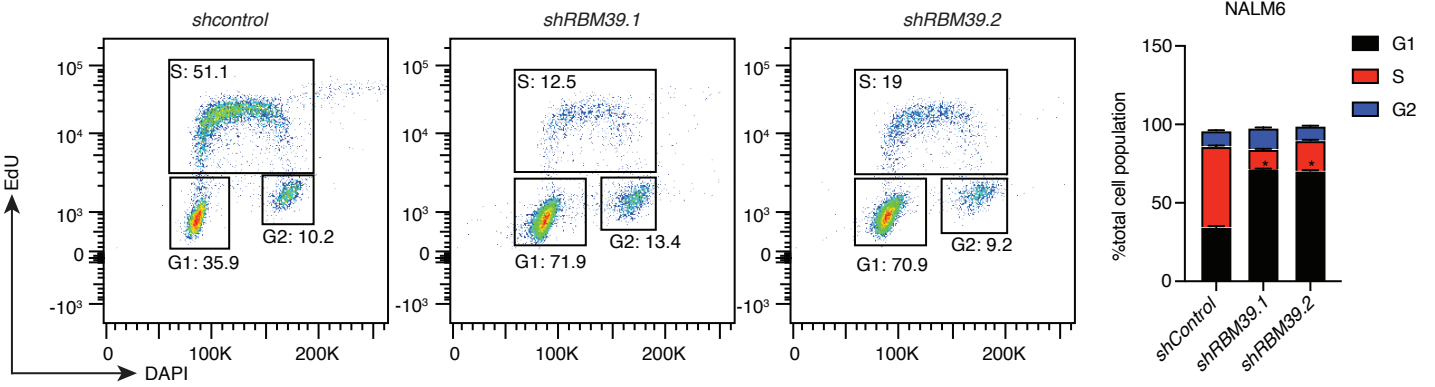 shcontrol
shRBM39.1
shRBM39.2
NALM6
EdU
DAPI
10⁵
10⁴
10³
0
-10³
S: 51.1
G1: 35.9
G2: 10.2
0
100K
200K
10⁵
10⁴
10³
0
-10³
S: 12.5
G1: 71.9
G2: 13.4
0
100K
200K
10⁵
10⁴
10³
0
-10³
S: 19
G1: 70.9
G2: 9.2
0
100K
200K
%total cell population
150
100
50
0
*
*
shControl
shRBM39.1
shRBM39.2
G1
S
G2